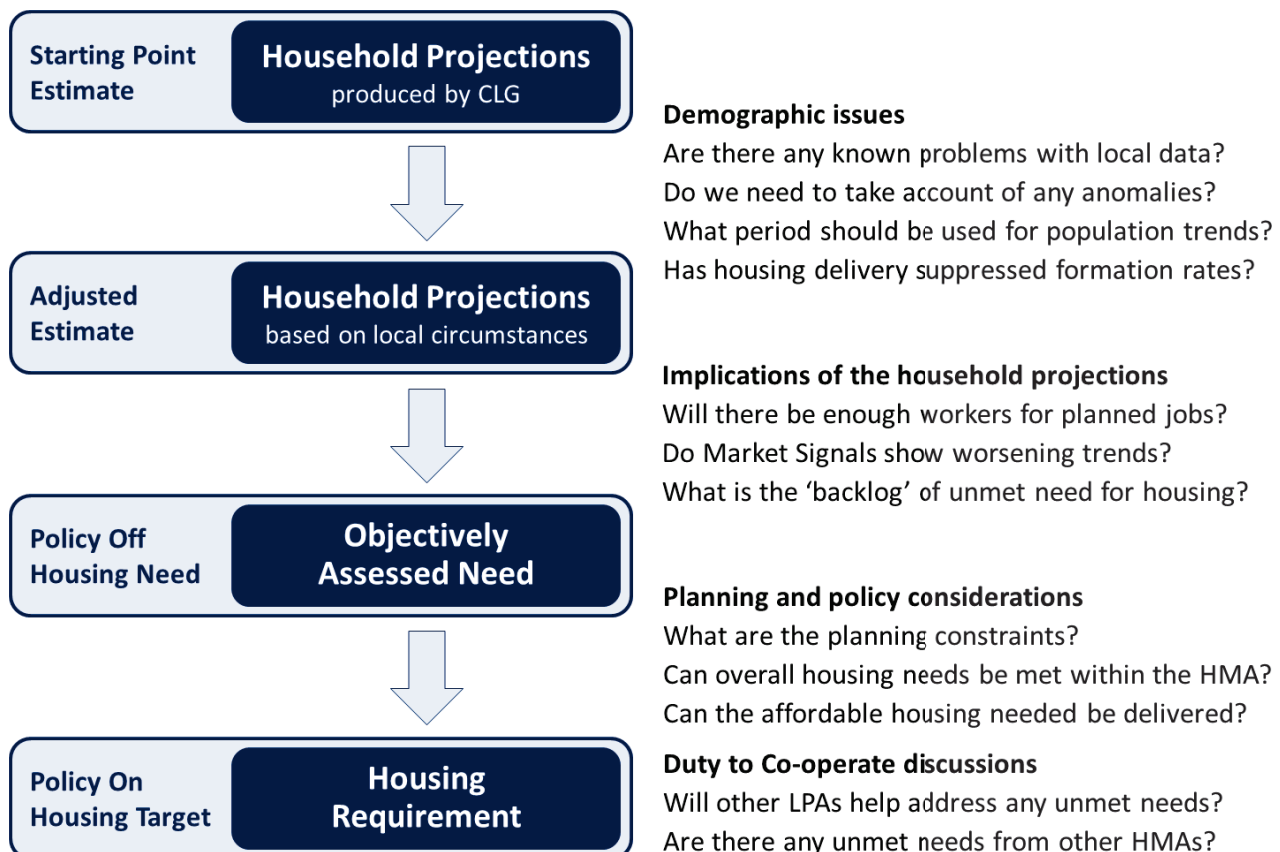 Starting Point
Estimate
Household Projections
produced by CLG
Demographic issues
Are there any known problems with local data?
Do we need to take account of any anomalies?
What period should be used for population trends?
Has housing delivery suppressed formation rates?
Adjusted
Estimate
Household Projections
based on local circumstances
Implications of the household projections
Will there be enough workers for planned jobs?
Do Market Signals show worsening trends?
What is the ‘backlog’ of unmet need for housing?
Policy Off
Housing Need
Objectively
Assessed Need
Planning and policy considerations
What are the planning constraints?
Can overall housing needs be met within the HMA?
Can the affordable housing needed be delivered?
Policy On
Housing Target
Housing
Requirement
Duty to Co-operate discussions
Will other LPAs help address any unmet needs?
Are there any unmet needs from other HMAs?